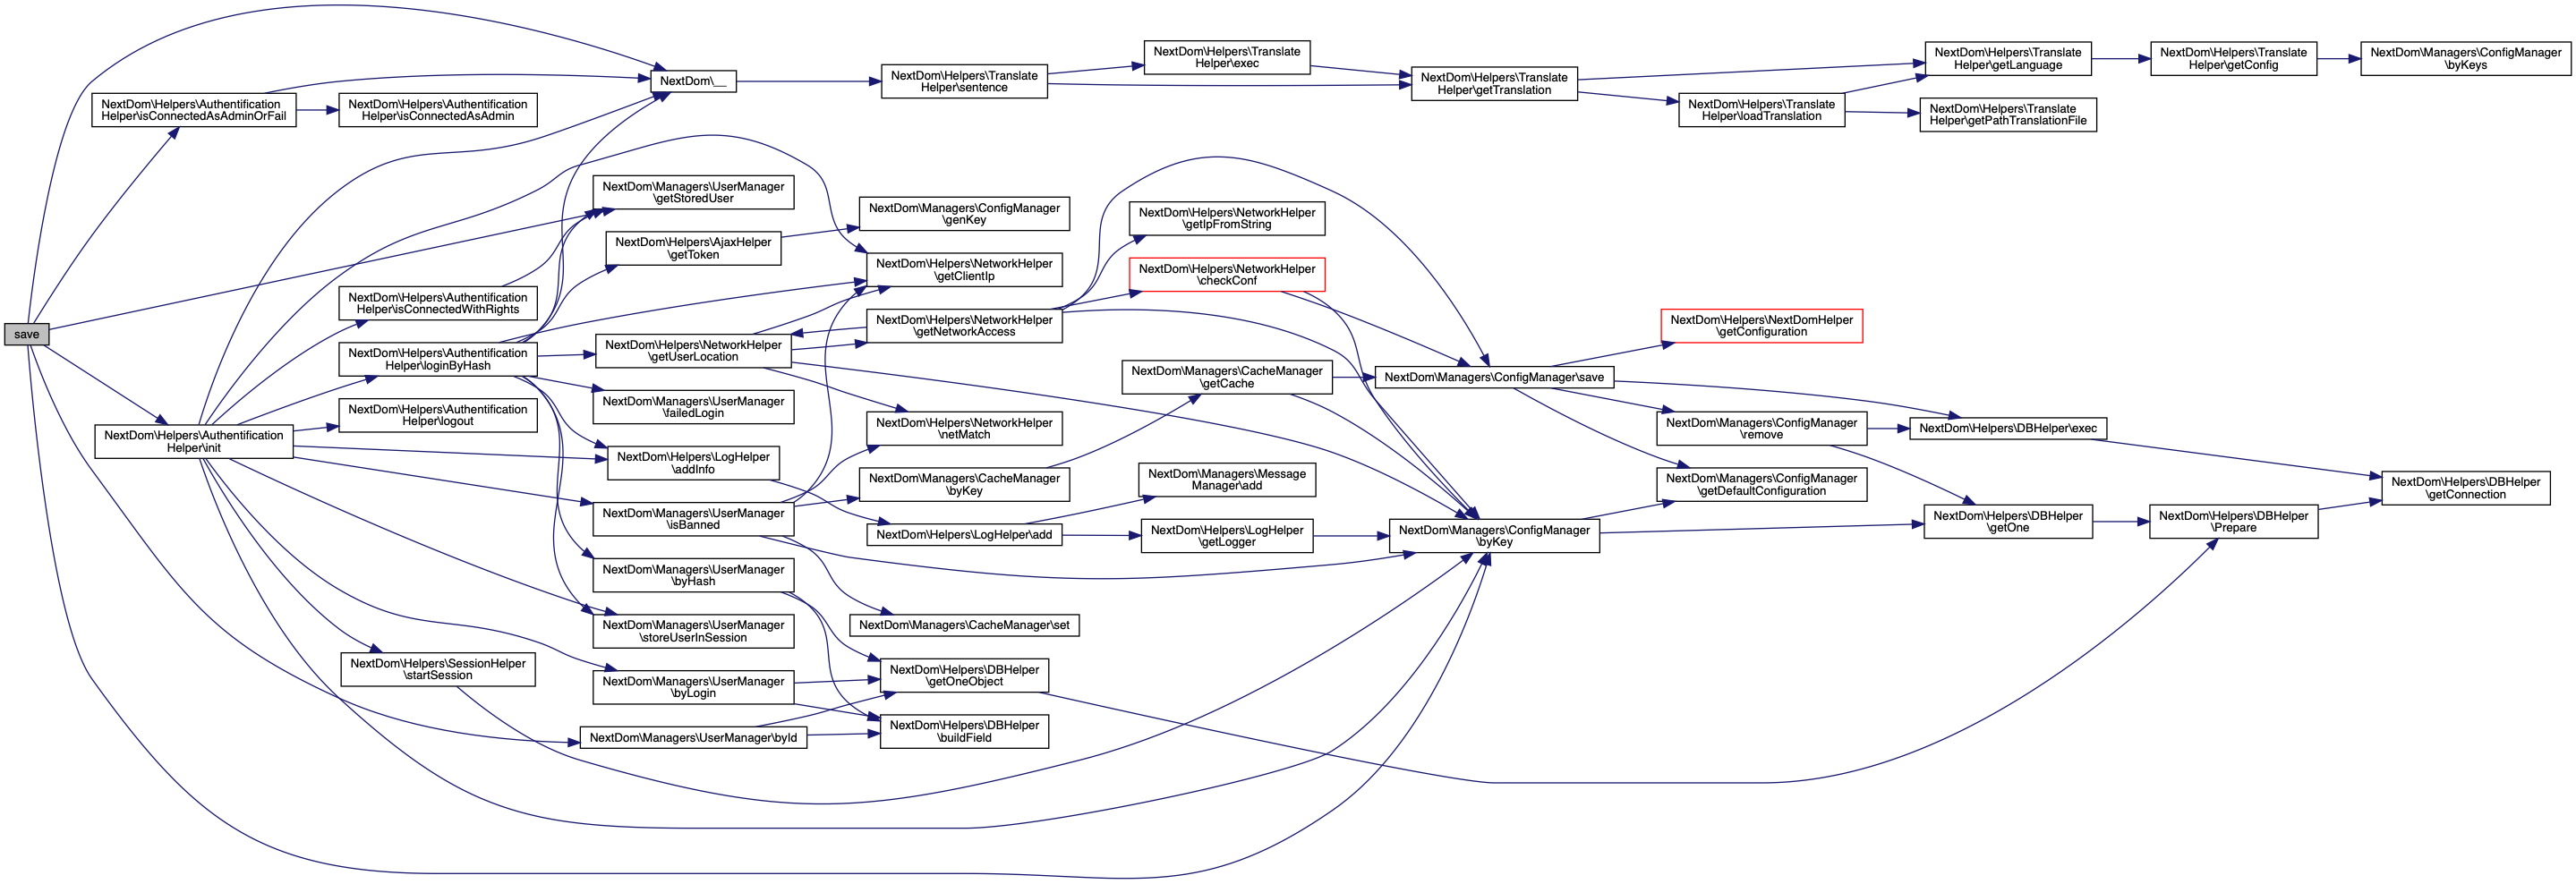 save
NextDom\Helpers\Authentification
Helper\isConnectedAsAdminOrFail
NextDom\Helpers\Authentification
Helper\init
NextDom\Helpers\Authentification
Helper\isConnectedAsAdmin
NextDom\Helpers\Authentification
Helper\isConnectedWithRights
NextDom\Helpers\Authentification
Helper\loginByHash
NextDom\Helpers\Authentification
Helper\logout
NextDom\Helpers\SessionHelper
\startSession
NextDom\__
NextDom\Managers\UserManager
\getStoredUser
NextDom\Helpers\AjaxHelper
\getToken
NextDom\Helpers\NetworkHelper
\getUserLocation
NextDom\Managers\UserManager
\failedLogin
NextDom\Helpers\LogHelper
\addInfo
NextDom\Managers\UserManager
\isBanned
NextDom\Managers\UserManager
\byHash
NextDom\Managers\UserManager
\storeUserInSession
NextDom\Managers\UserManager
\byLogin
NextDom\Managers\UserManager\byId
NextDom\Helpers\Translate
Helper\sentence
NextDom\Managers\ConfigManager
\genKey
NextDom\Helpers\NetworkHelper
\getClientIp
NextDom\Helpers\NetworkHelper
\getNetworkAccess
NextDom\Helpers\NetworkHelper
\netMatch
NextDom\Managers\CacheManager
\byKey
NextDom\Helpers\LogHelper\add
NextDom\Managers\CacheManager\set
NextDom\Helpers\DBHelper
\getOneObject
NextDom\Helpers\DBHelper
\buildField
NextDom\Helpers\Translate
Helper\exec
NextDom\Helpers\NetworkHelper
\getIpFromString
NextDom\Helpers\NetworkHelper
\checkConf
NextDom\Managers\CacheManager
\getCache
NextDom\Managers\Message
Manager\add
NextDom\Helpers\LogHelper
\getLogger
NextDom\Helpers\Translate
Helper\getTranslation
NextDom\Managers\ConfigManager\save
NextDom\Managers\ConfigManager
\byKey
NextDom\Helpers\Translate
Helper\loadTranslation
NextDom\Helpers\NextDomHelper
\getConfiguration
NextDom\Managers\ConfigManager
\remove
NextDom\Managers\ConfigManager
\getDefaultConfiguration
NextDom\Helpers\Translate
Helper\getLanguage
NextDom\Helpers\Translate
Helper\getPathTranslationFile
NextDom\Helpers\DBHelper\exec
NextDom\Helpers\DBHelper
\getOne
NextDom\Helpers\Translate
Helper\getConfig
NextDom\Helpers\DBHelper
\Prepare
NextDom\Managers\ConfigManager
\byKeys
NextDom\Helpers\DBHelper
\getConnection